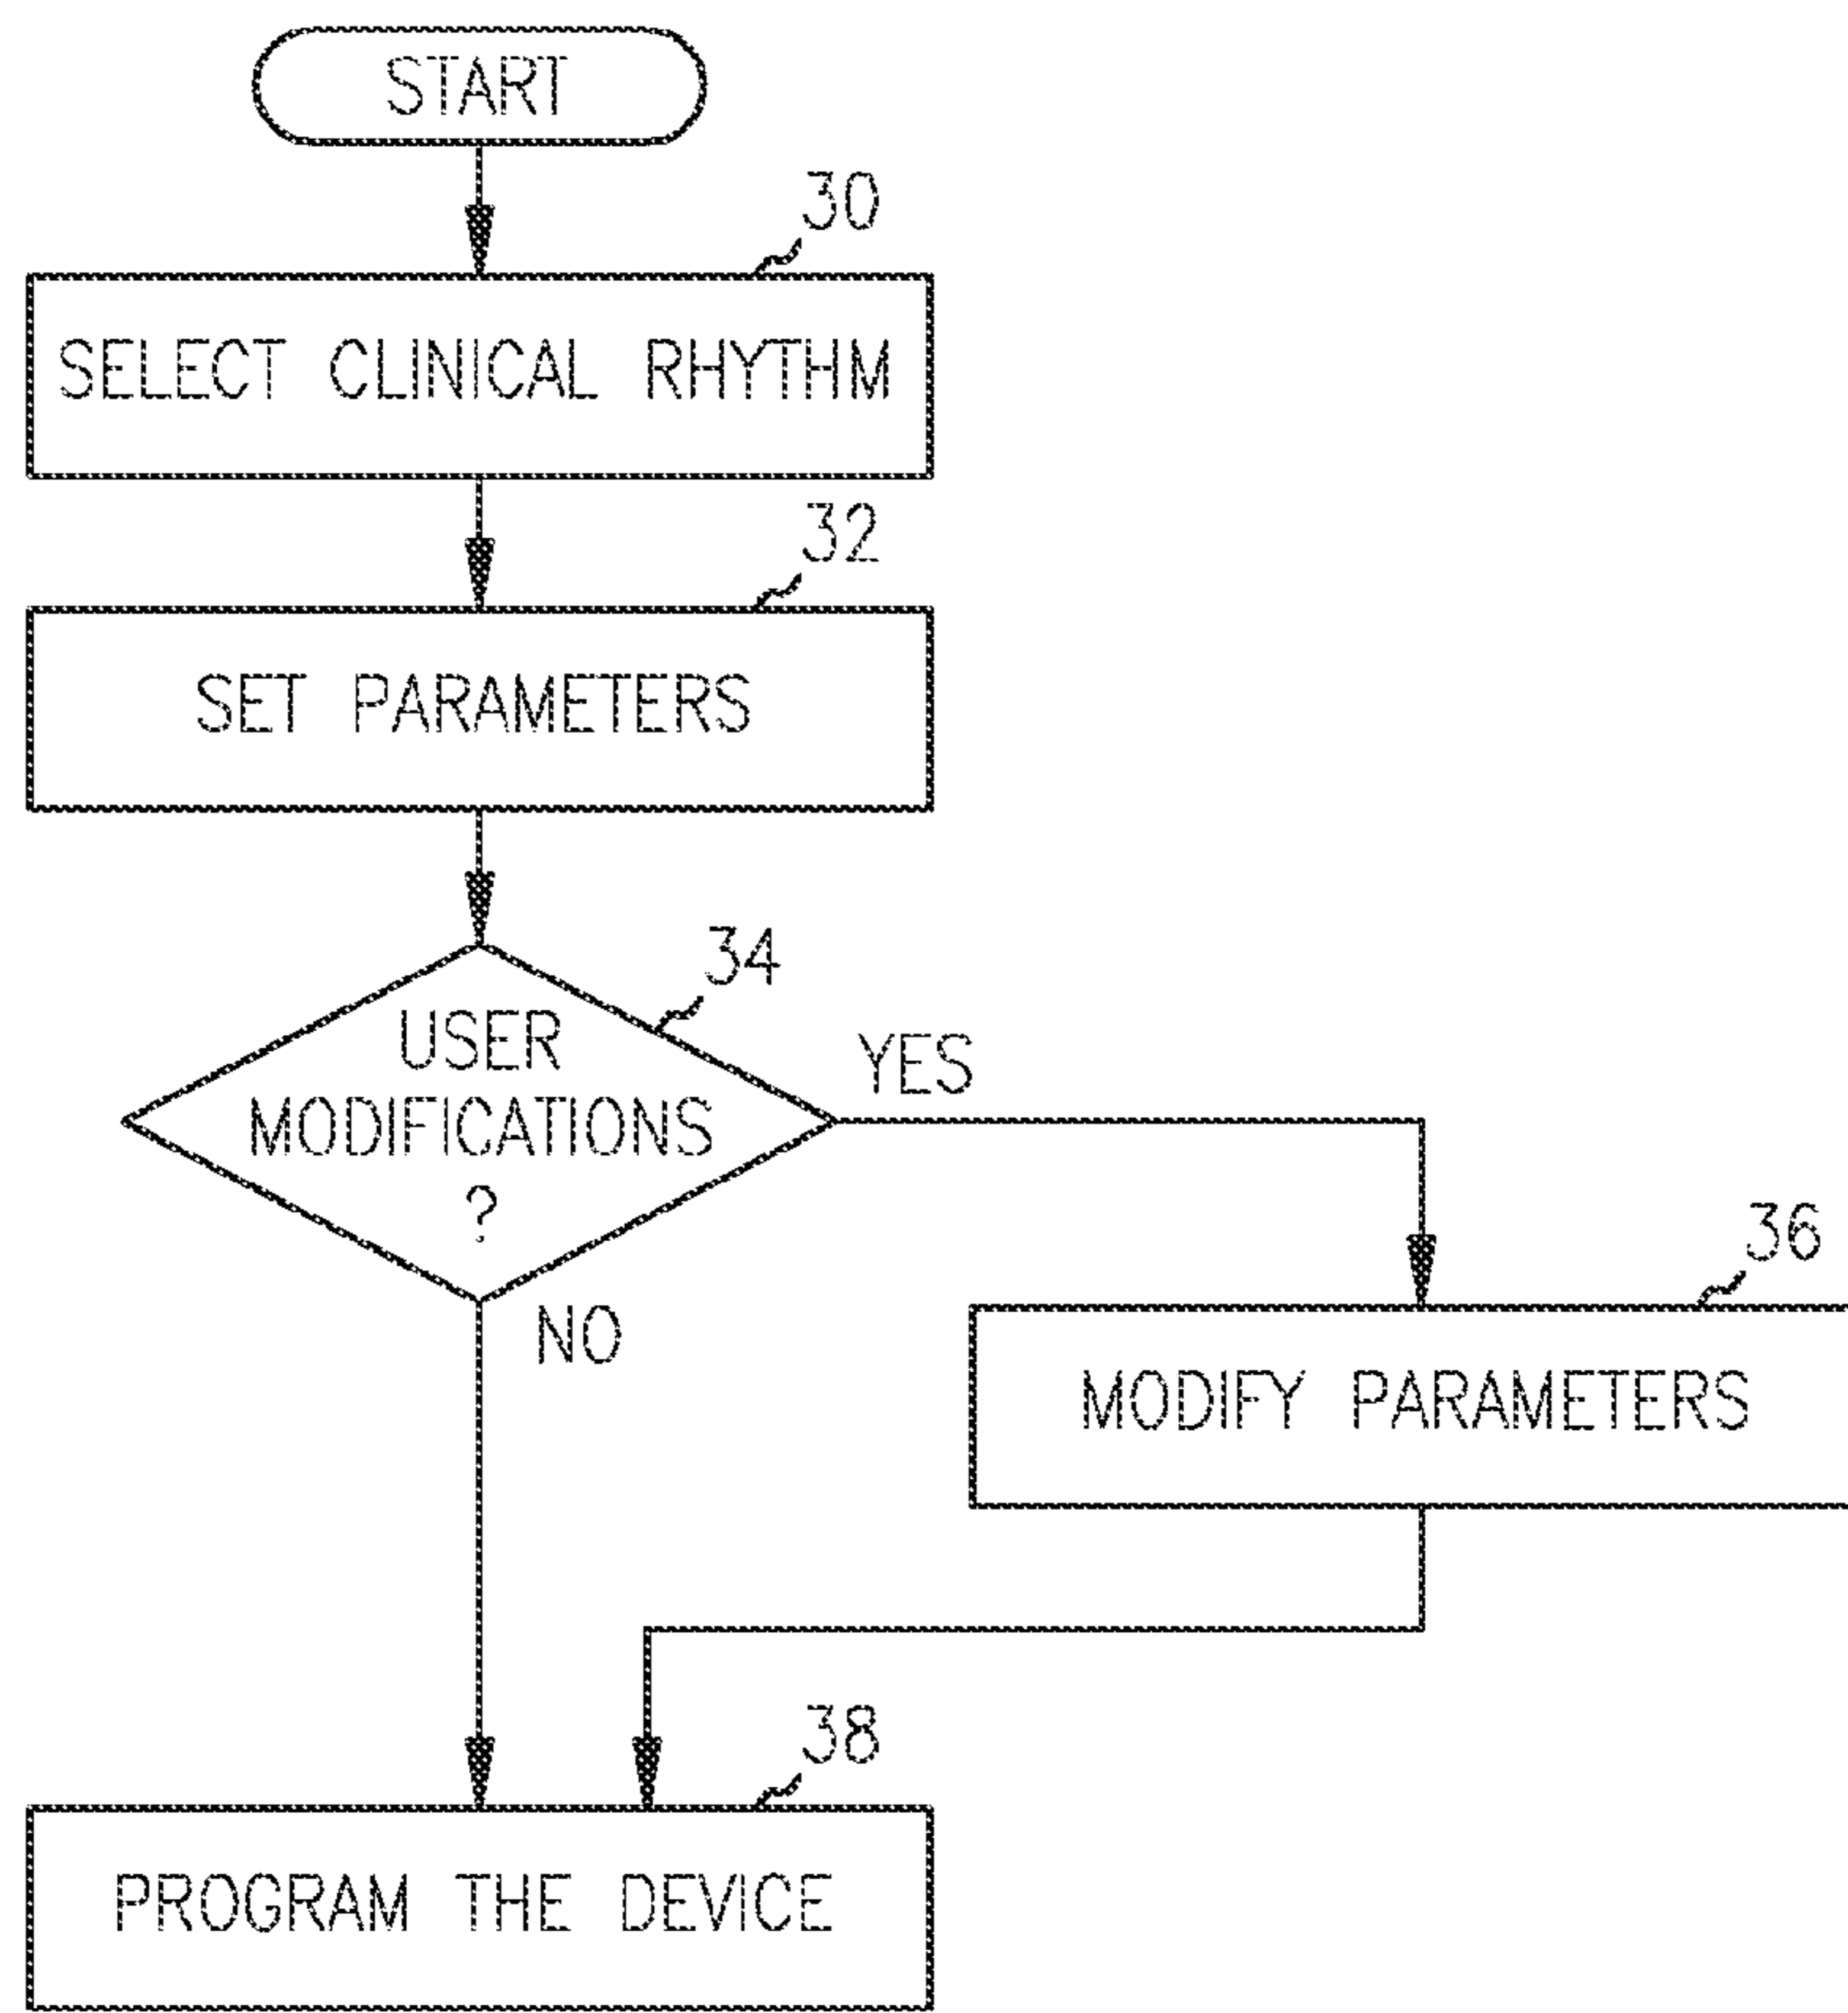 START
30
SELECT CLINICAL RHYTHM
32
SET PARAMETERS
34
USER
MODIFICATIONS
?
YES
NO
36
MODIFY PARAMETERS
38
PROGRAM THE DEVICE